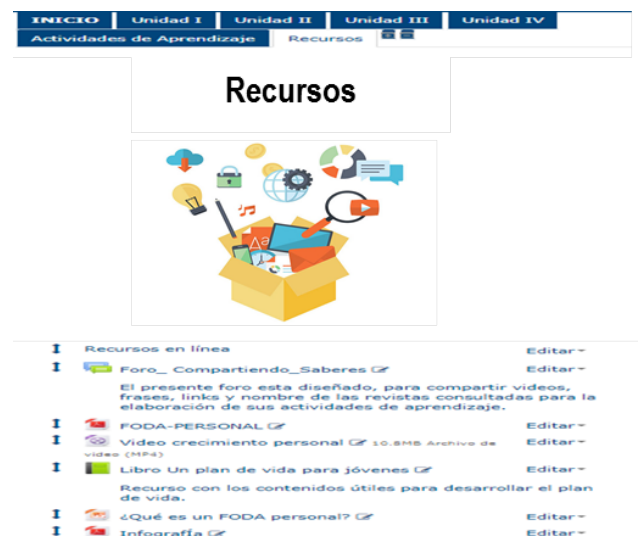 INICIO Unidad I Unidad II Unidad III Unidad IV
Actividades de Aprendizaje Recursos
Recursos
Aa
Recursos en línea Editar
Foro_ Compartiendo_Saberes Editar
El presente foro esta diseñado, para compartir videos,
frases, links y nombre de las revistas consultadas para la
elaboración de sus actividades de aprendizaje.
FODA-PERSONAL Editar
Video crecimiento personal 10.8MB Archivo de Editar
video (MP4)
Libro Un plan de vida para jóvenes Editar
Recurso con los contenidos útiles para desarrollar el plan
de vida.
¿Qué es un FODA personal? Editar
Infografía Editar